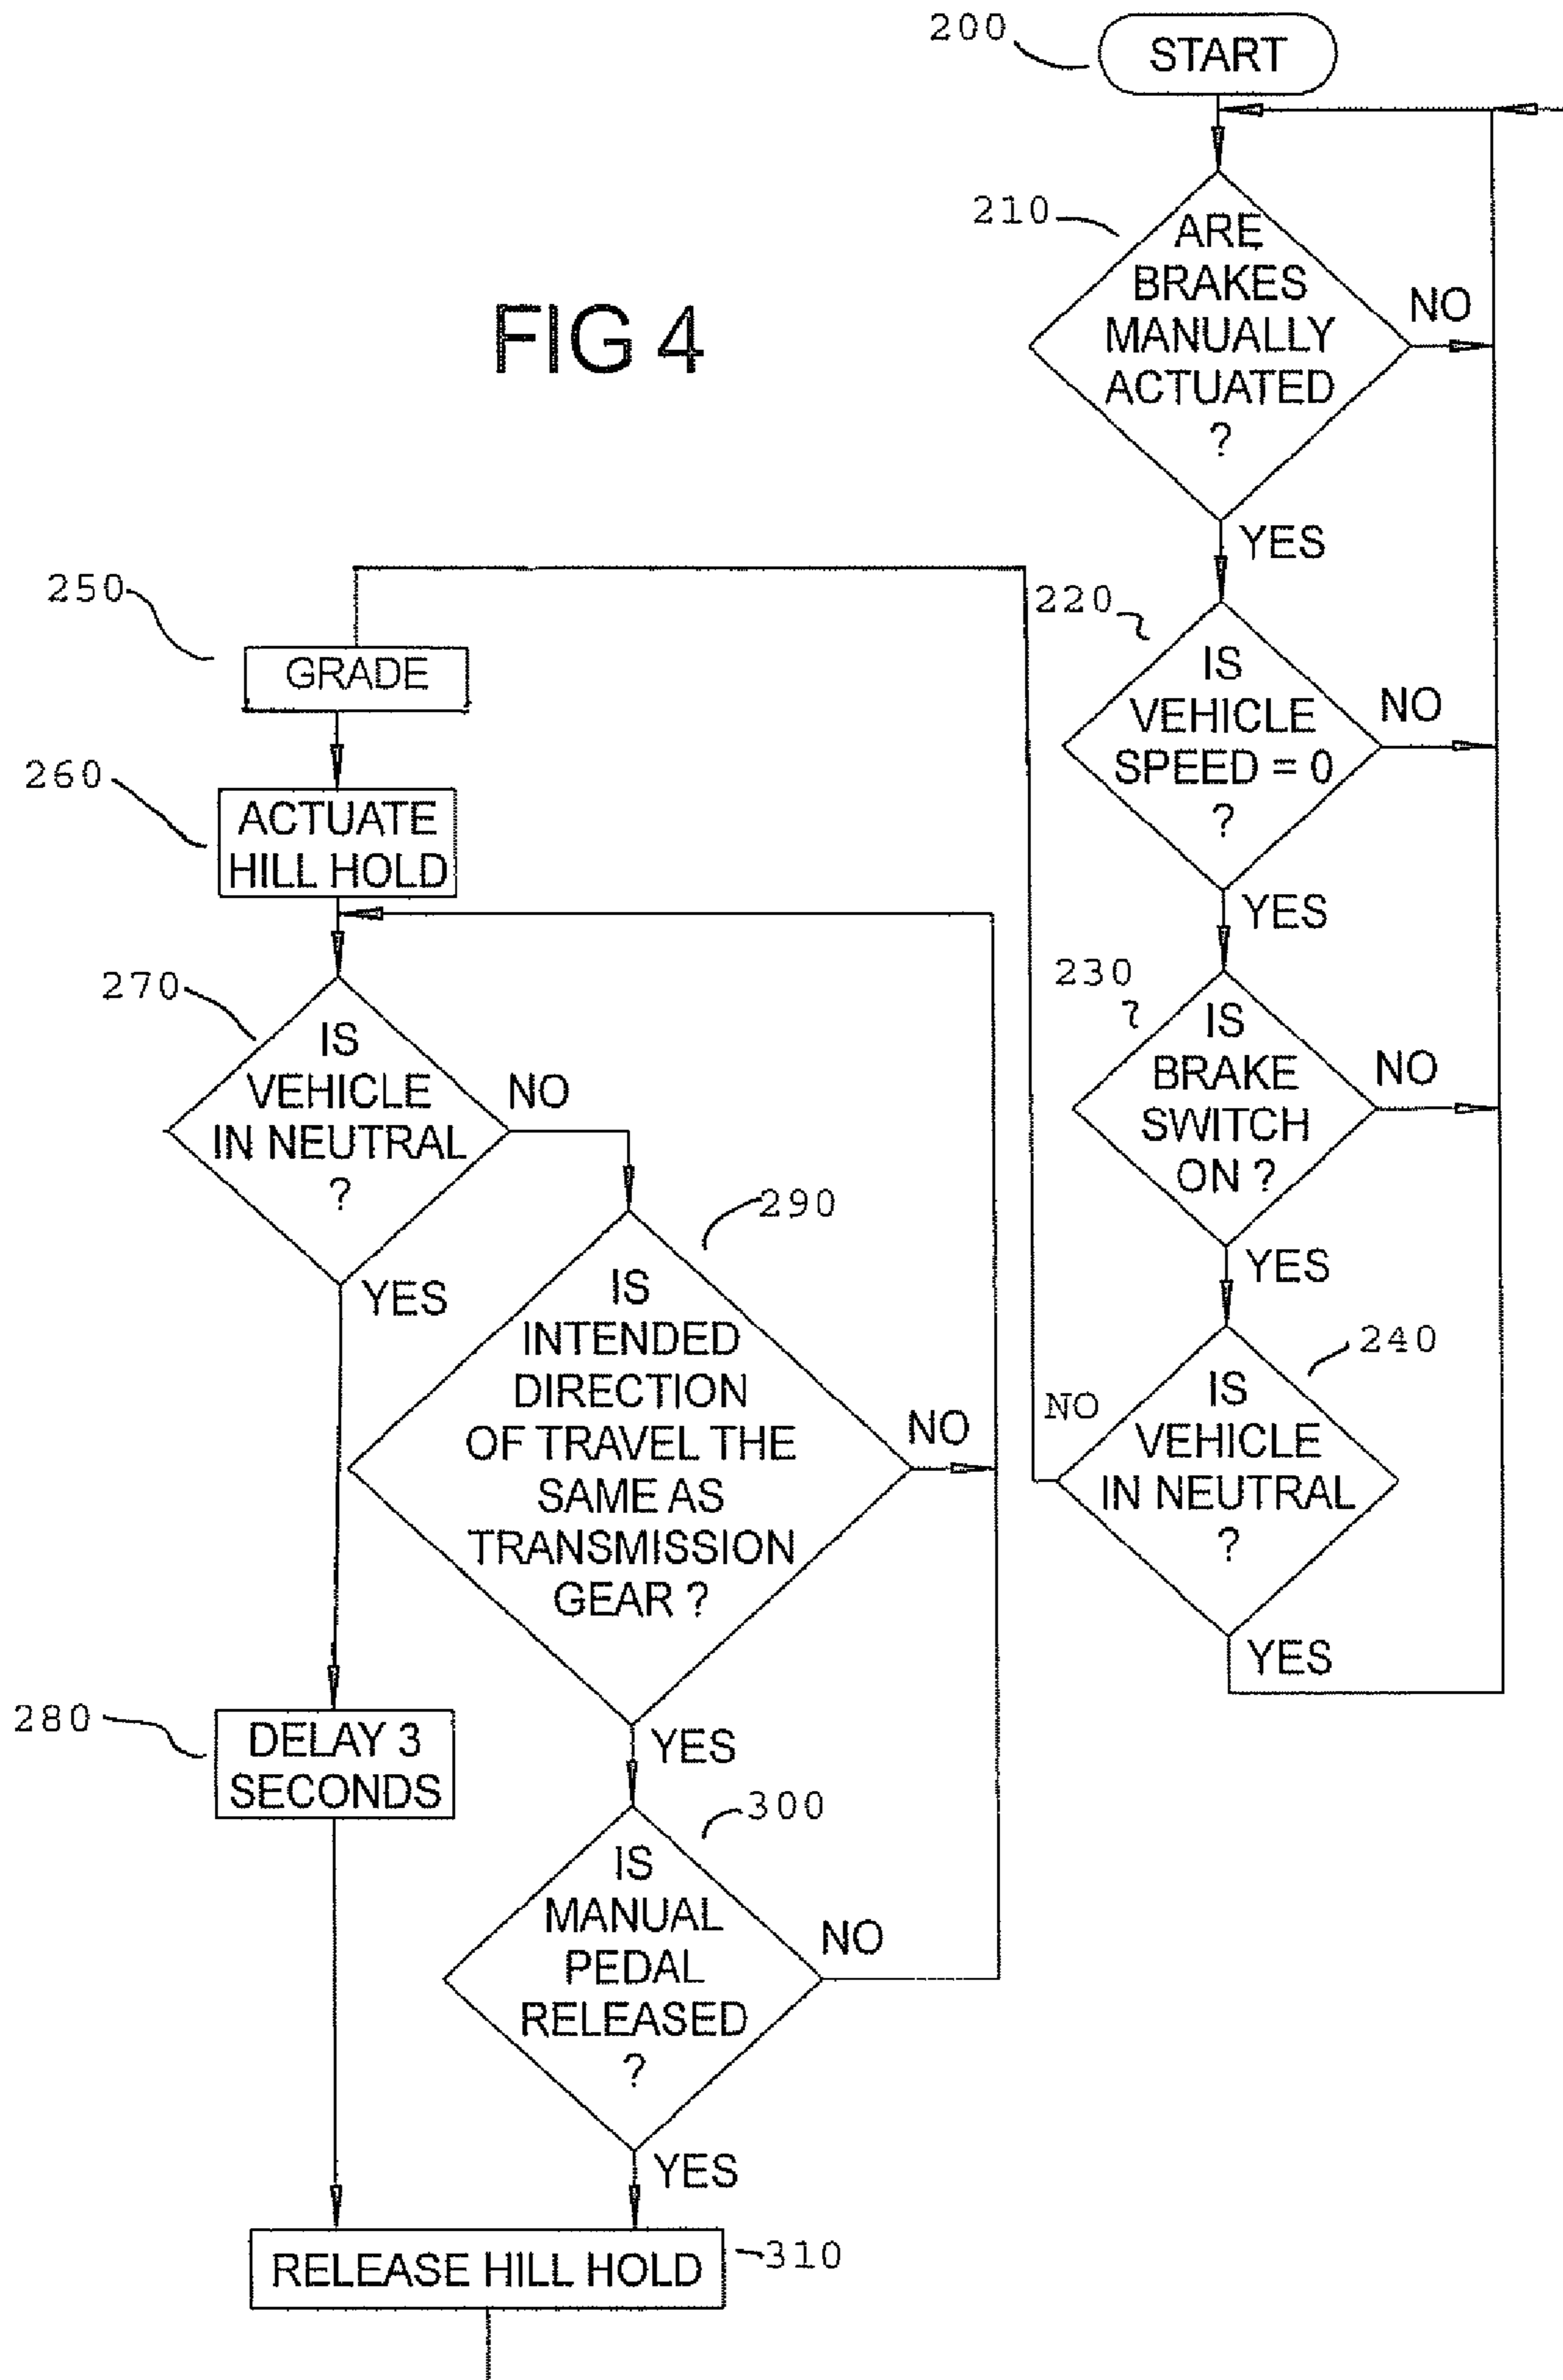 200
START
210
ARE
BRAKES
MANUALLY
ACTUATED
?
NO
FIG 4
YES
220
IS
VEHICLE
SPEED = 0
?
NO
YES
230
IS
BRAKE
SWITCH
ON ?
NO
YES
240
IS
VEHICLE
IN NEUTRAL
?
NO
YES
250
GRADE
260
ACTUATE
HILL HOLD
270
IS
VEHICLE
IN NEUTRAL
?
NO
YES
290
IS
INTENDED
DIRECTION
OF TRAVEL THE
SAME AS
TRANSMISSION
GEAR ?
NO
YES
280
DELAY 3
SECONDS
300
IS
MANUAL
PEDAL
RELEASED
?
NO
YES
RELEASE HILL HOLD
310